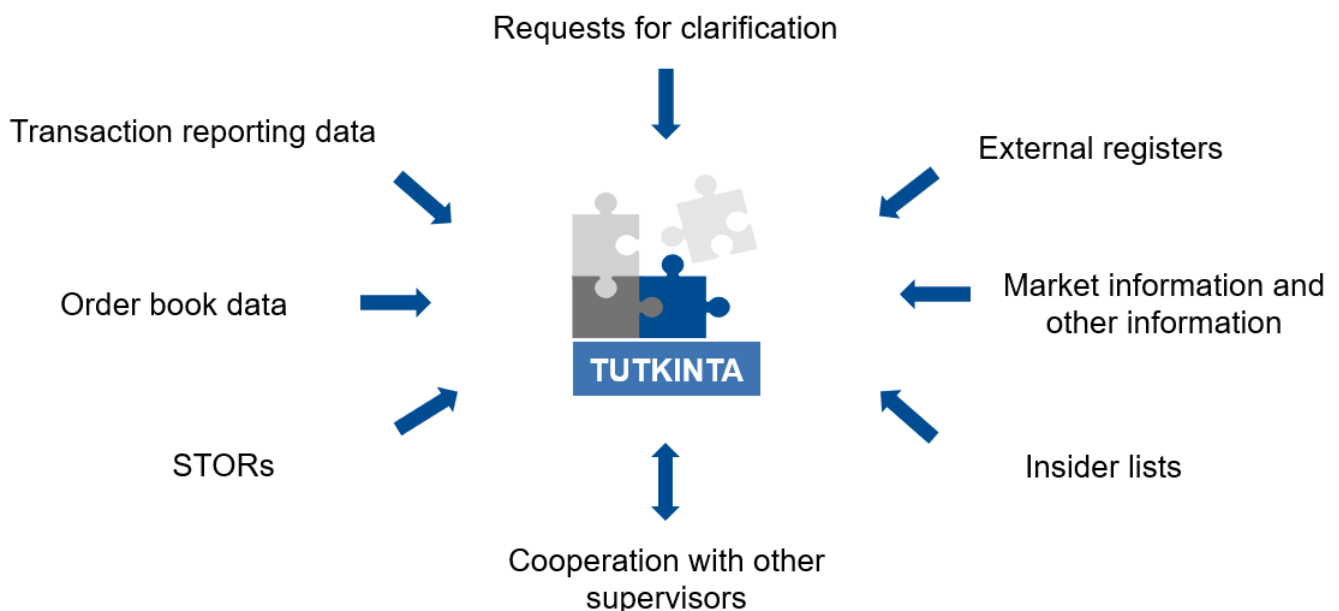 Requests for clarification
Transaction reporting data
External registers
Order book data
Market information and
other information
TUTKINTA
STORs
Insider lists
Cooperation with other
supervisors